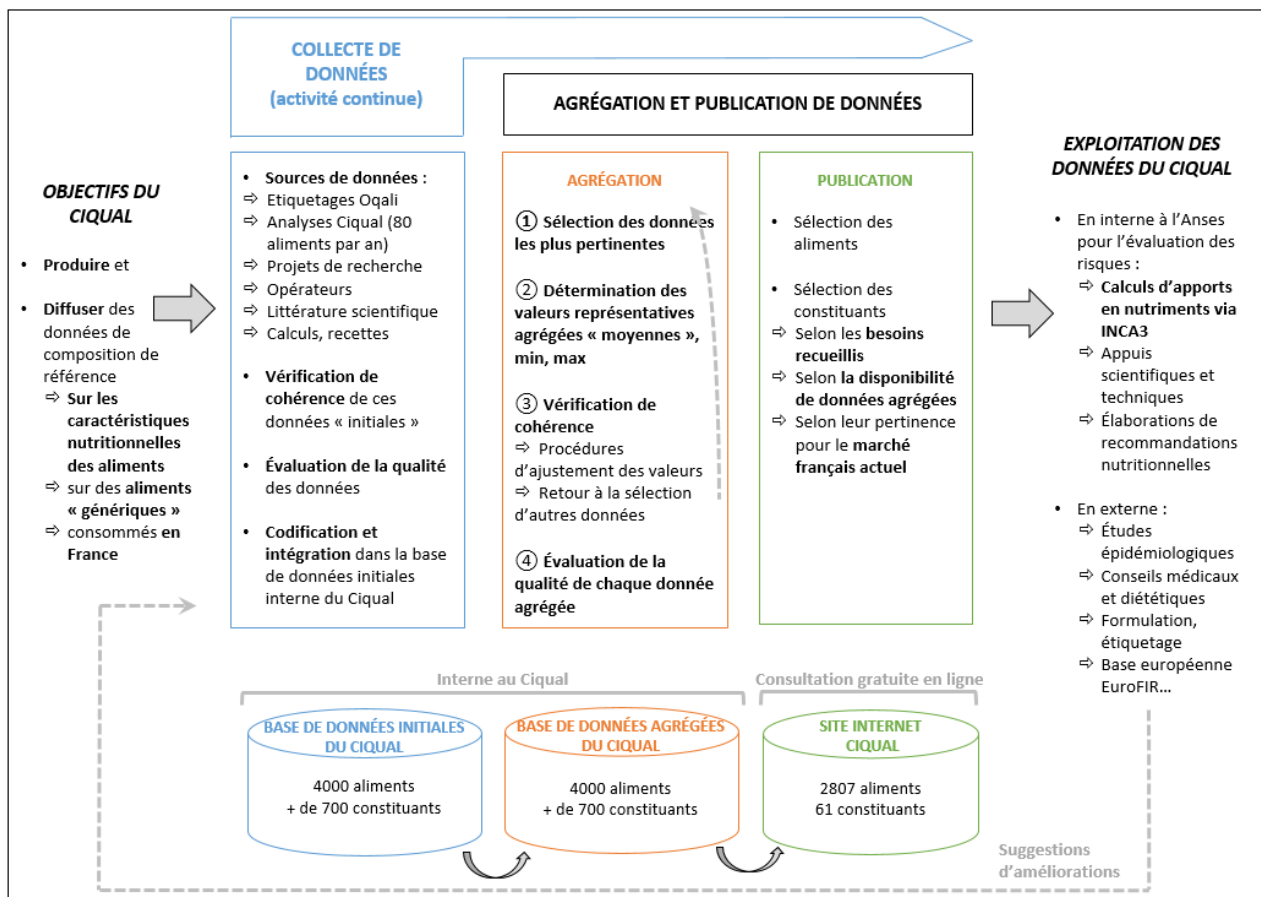 COLLECTE DE
DONNÉES
(activité continue)
AGRÉGATION ET PUBLICATION DE DONNÉES
OBJECTIFS DU
CIQUAL
• Produire et
• Diffuser des
données de
composition de
référence
⇨ Sur les
caractéristiques
nutritionnelles
des aliments
⇨ sur des aliments
« génériques »
⇨ consommés en
France
• Sources de données :
⇨ Etiquetages Oqali
⇨ Analyses Ciqual (80
aliments par an)
⇨ Projets de recherche
⇨ Opérateurs
⇨ Littérature scientifique
⇨ Calculs, recettes
• Vérification de
cohérence de ces
données « initiales »
• Évaluation de la qualité
des données
• Codification et
intégration dans la base
de données initiales
interne du Ciqual
AGRÉGATION
① Sélection des données
les plus pertinentes
② Détermination des
valeurs représentatives
agrégées « moyennes »,
min, max
③ Vérification de
cohérence
⇨ Procédures
d’ajustement des valeurs
⇨ Retour à la sélection
d’autres données
④ Évaluation de la
qualité de chaque donnée
agrégée
PUBLICATION
• Sélection des
aliments
• Sélection des
constituants
⇨ Selon les besoins
recueillis
⇨ Selon la disponibilité
de données agrégées
⇨ Selon leur pertinence
pour le marché
français actuel
EXPLOITATION DES
DONNÉES DU CIQUAL
• En interne à l’Anses
pour l’évaluation des
risques :
⇨ Calculs d’apports
en nutriments via
INCA3
⇨ Appuis
scientifiques et
techniques
⇨ Élaborations de
recommandations
nutritionnelles
• En externe :
⇨ Études
épidémiologiques
⇨ Conseils médicaux
et diététiques
⇨ Formulation,
étiquetage
⇨ Base européenne
EuroFIR…
Interne au Ciqual
Consultation gratuite en ligne
BASE DE DONNÉES INITIALES
DU CIQUAL
4000 aliments
+ de 700 constituants
BASE DE DONNÉES AGRÉGÉES
DU CIQUAL
4000 aliments
+ de 700 constituants
SITE INTERNET
CIQUAL
2807 aliments
61 constituants
Suggestions
d’améliorations